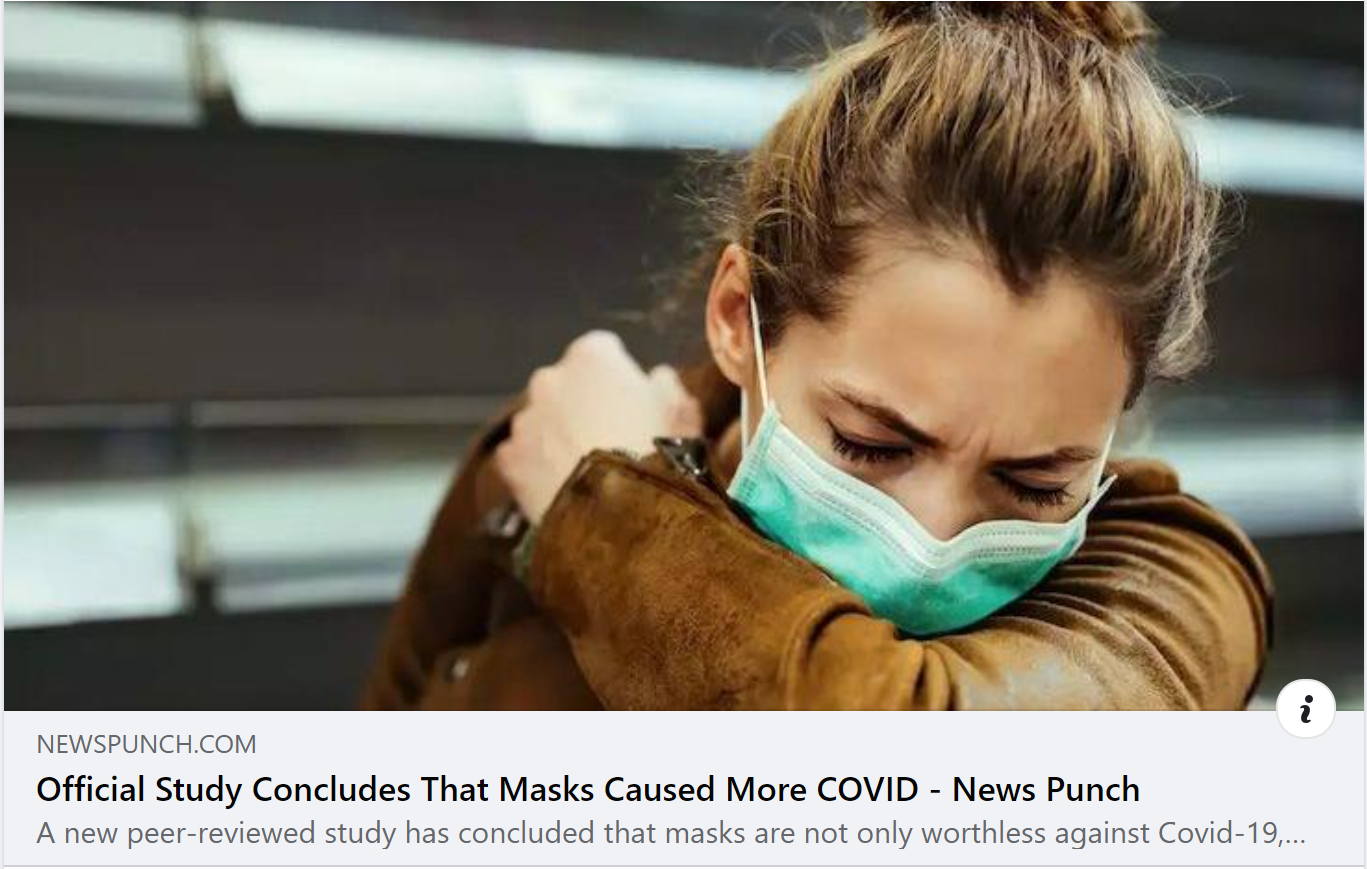 NEWSPUNCH.COM
Official Study Concludes That Masks Caused More COVID - News Punch
A new peer-reviewed study has concluded that masks are not only worthless against Covid-19,...